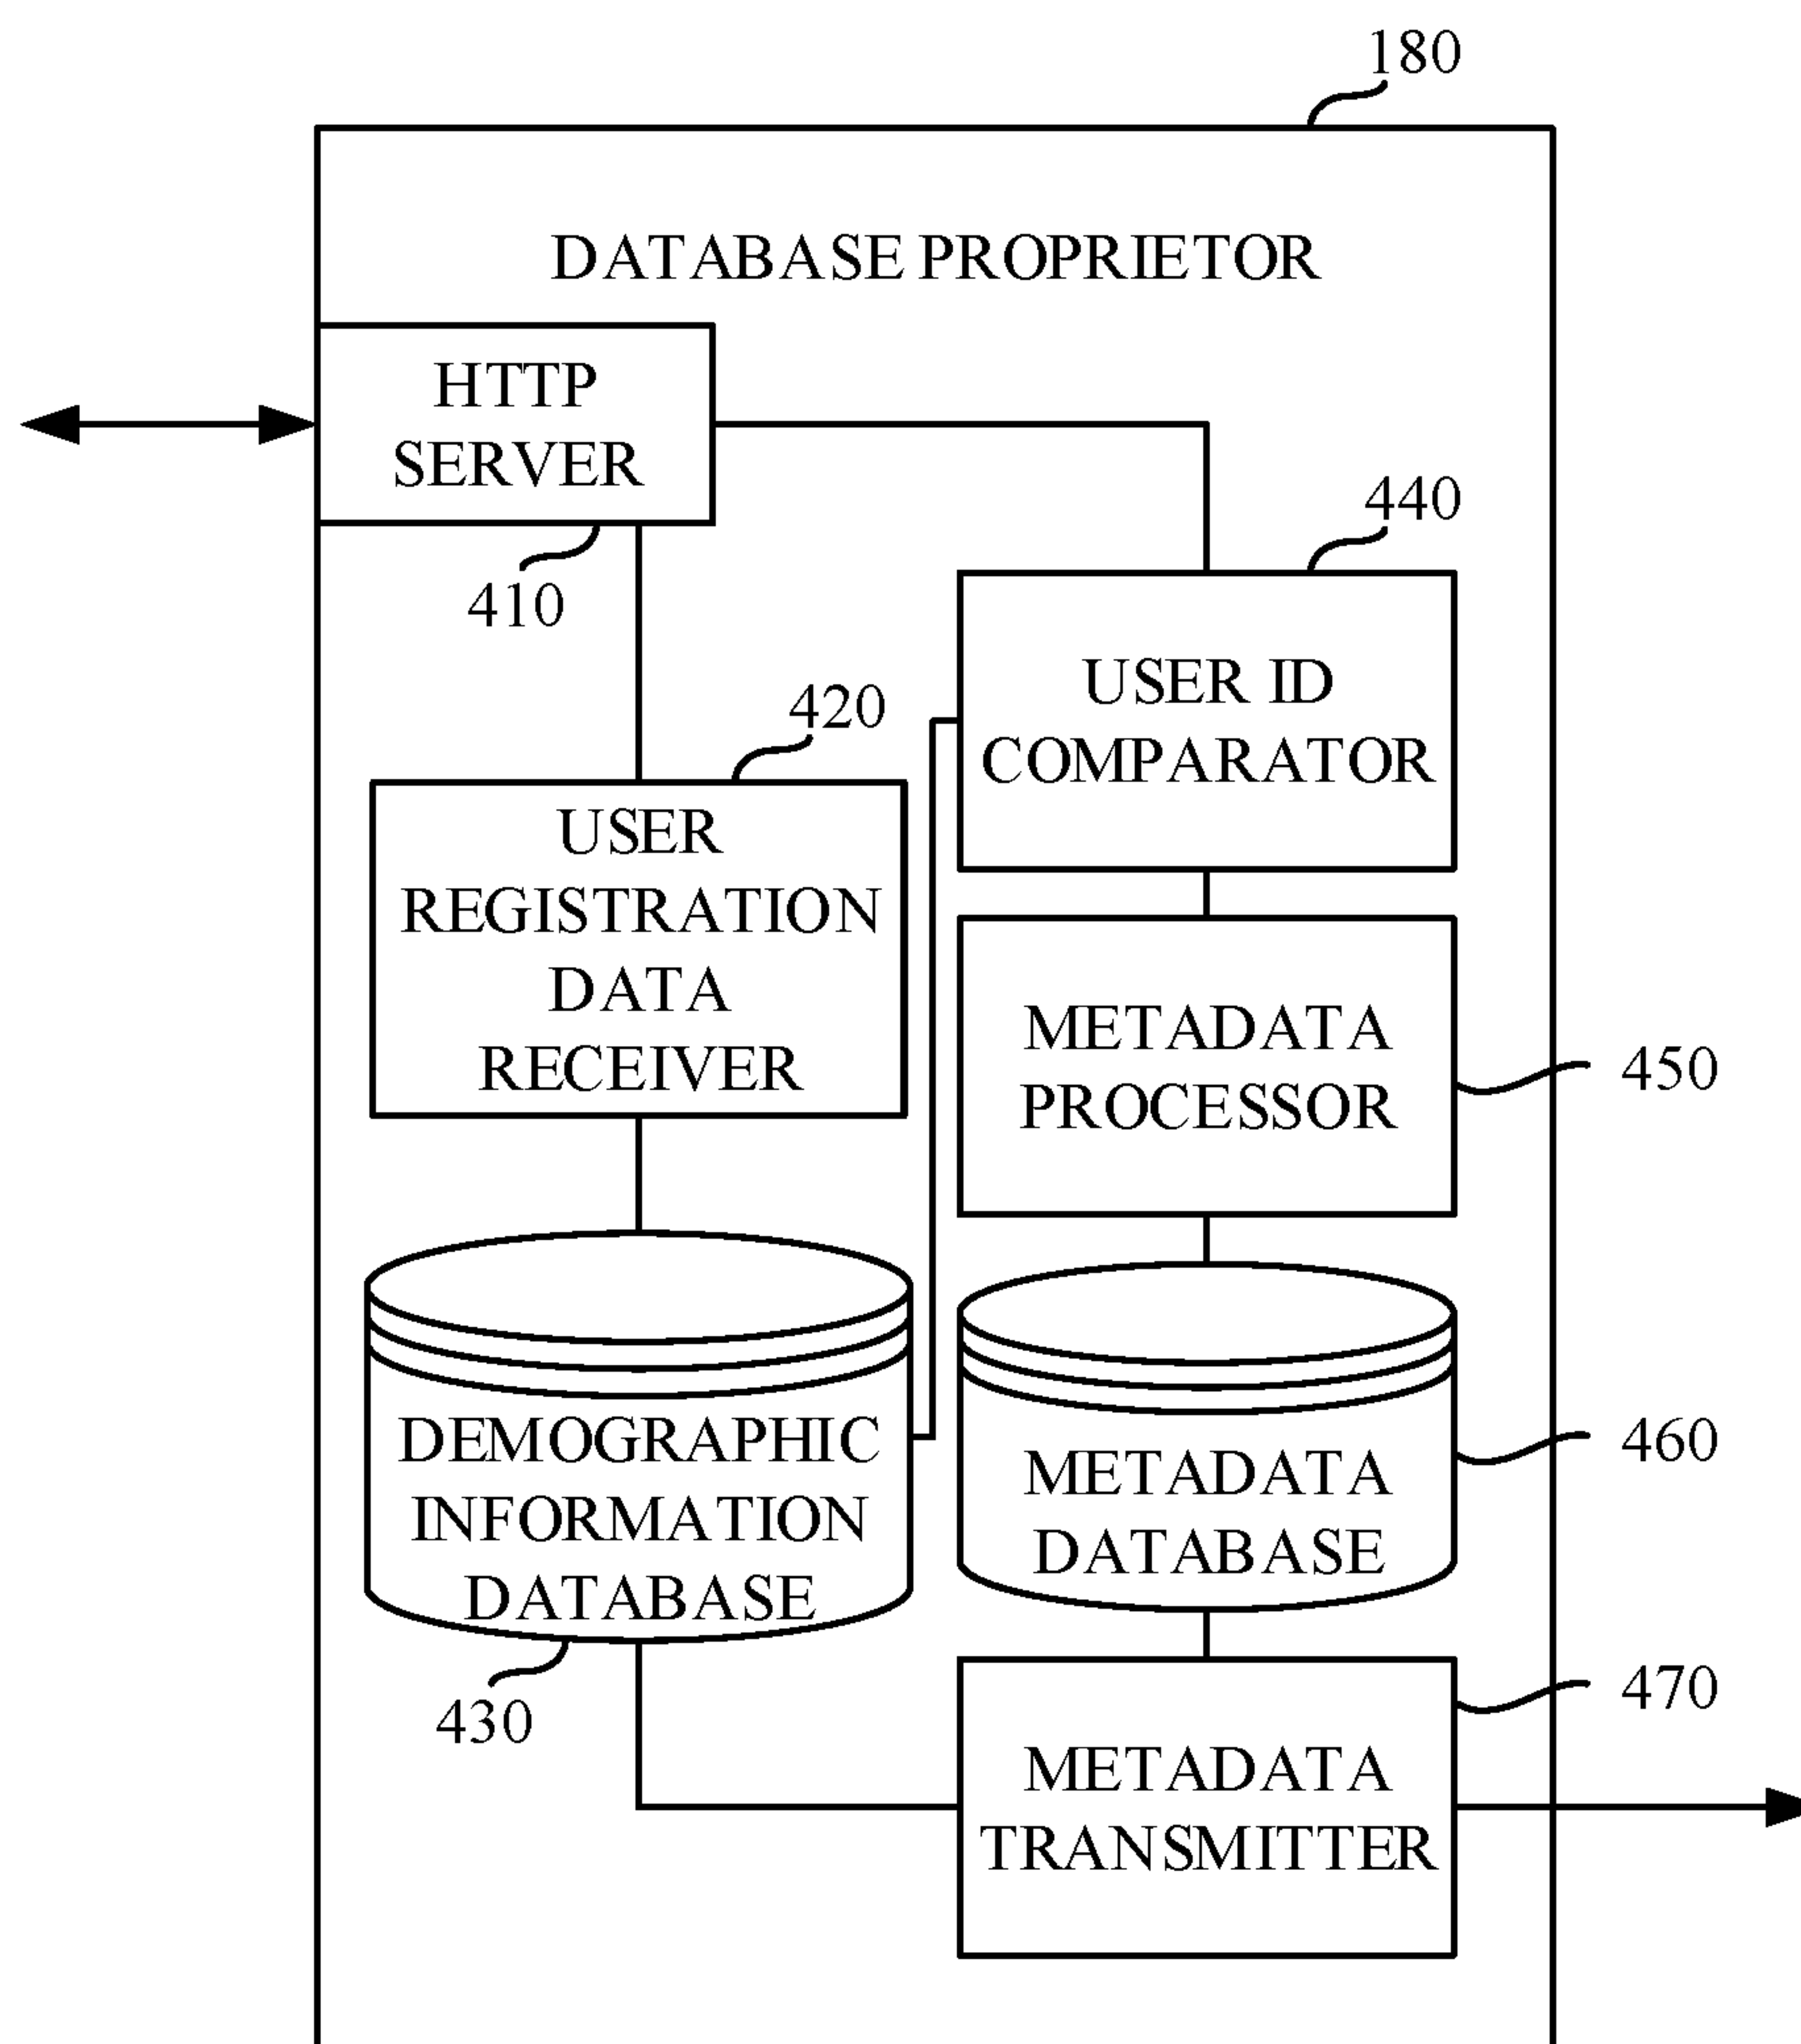 180
DATABASE PROPRIETOR
HTTP
SERVER
410
440
USER ID
COMPARATOR
420
USER
REGISTRATION
DATA
RECEIVER
METADATA
PROCESSOR
450
DEMOGRAPHIC
INFORMATION
DATABASE
430
METADATA
DATABASE
460
470
METADATA
TRANSMITTER